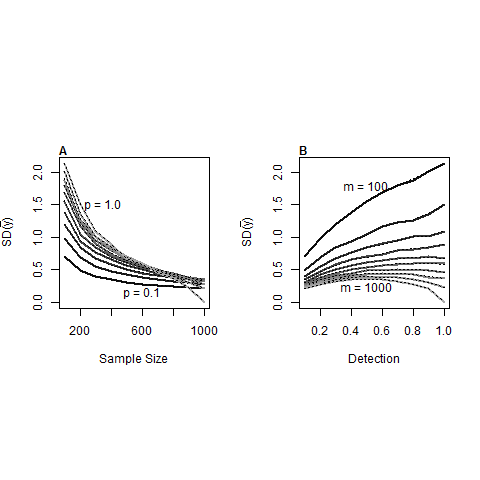 A
SD(ȳ)
0.0 0.5 1.0 1.5 2.0
p = 1.0
p = 0.1
200 600 1000
Sample Size
B
SD(ȳ)
0.0 0.5 1.0 1.5 2.0
m = 100
m = 1000
0.2 0.4 0.6 0.8 1.0
Detection